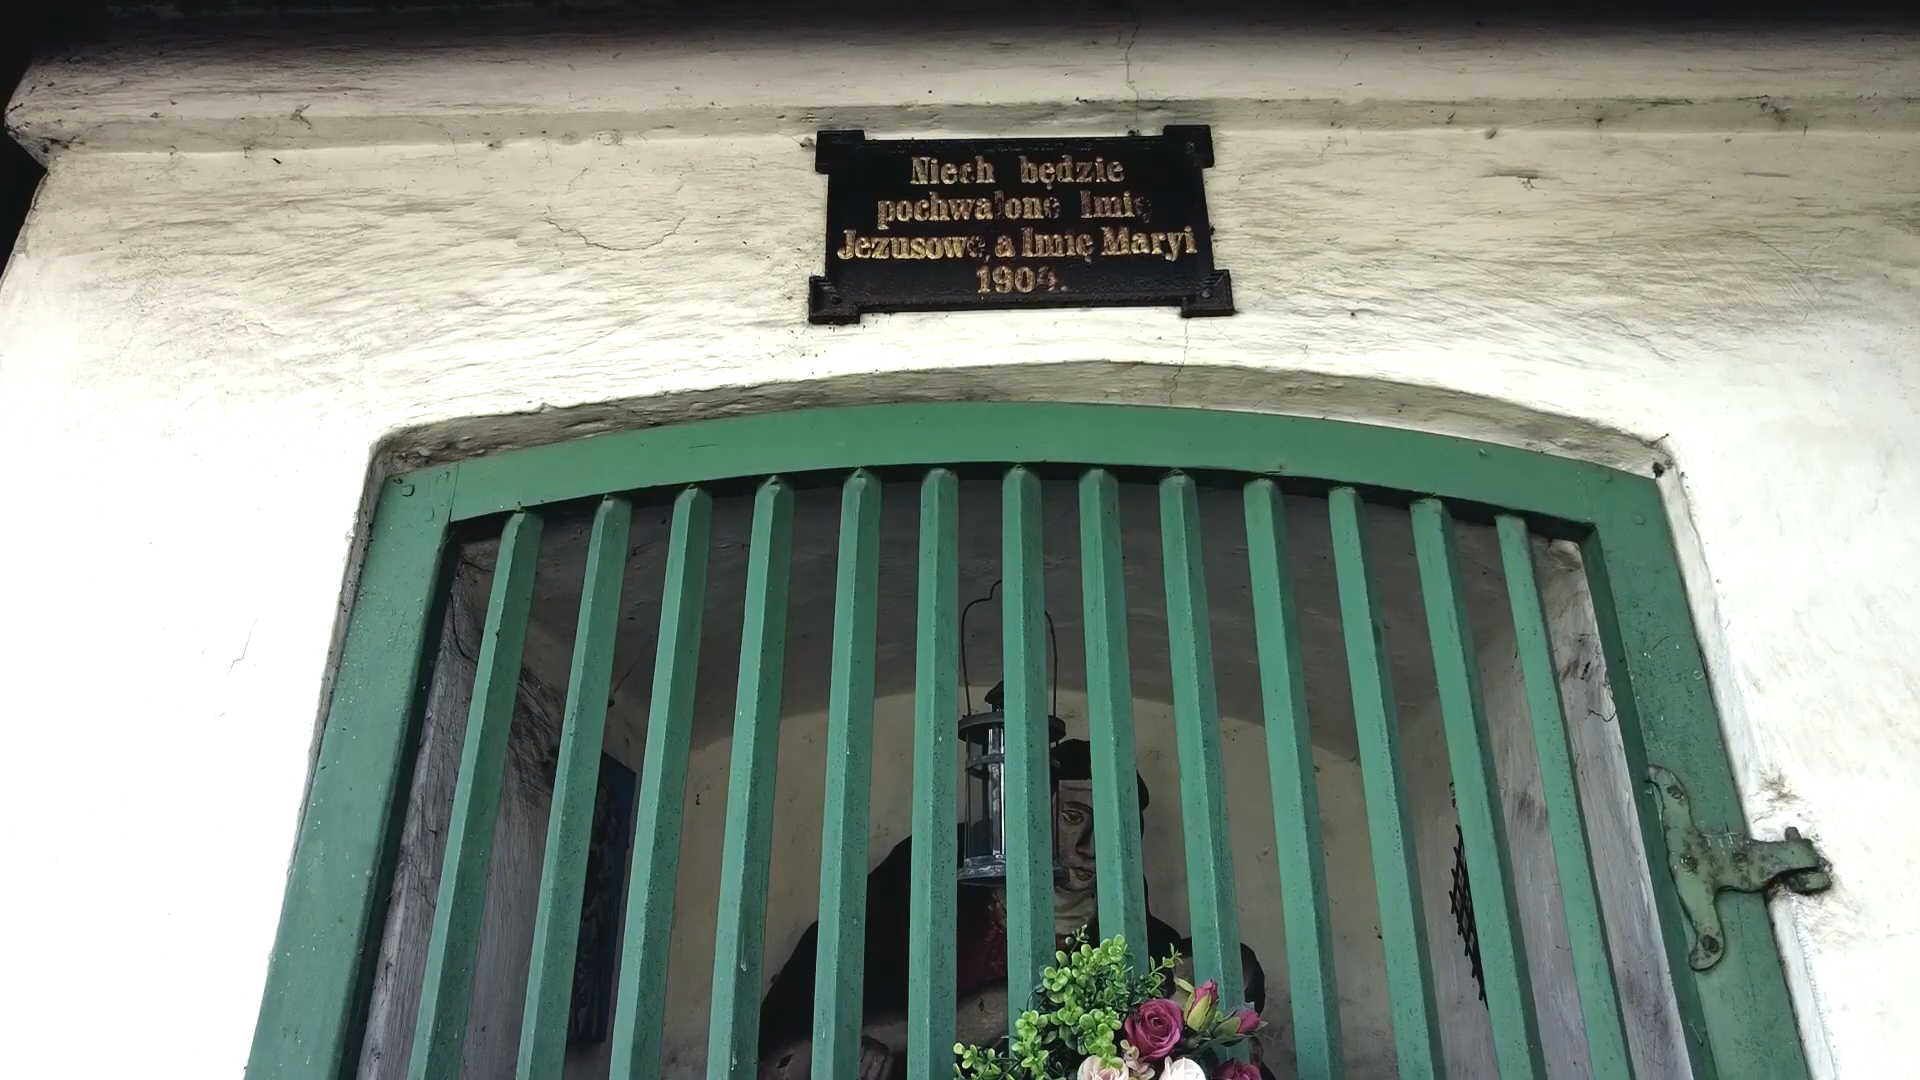 Niech będzie
pochwalone Imię
Jezusowe, a Imię Maryi
1904.